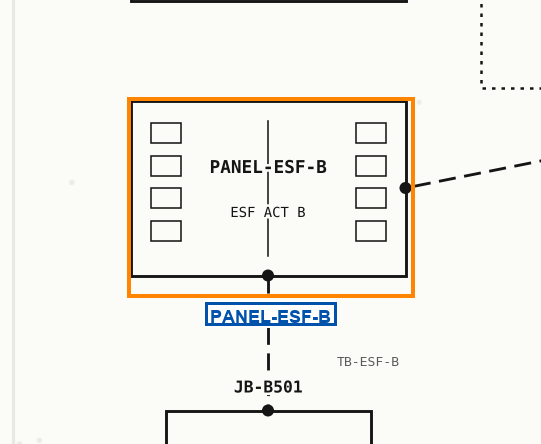 PANEL-ESF-B
ESF ACT B
PANEL-ESF-B
TB-ESF-B
JB-B501